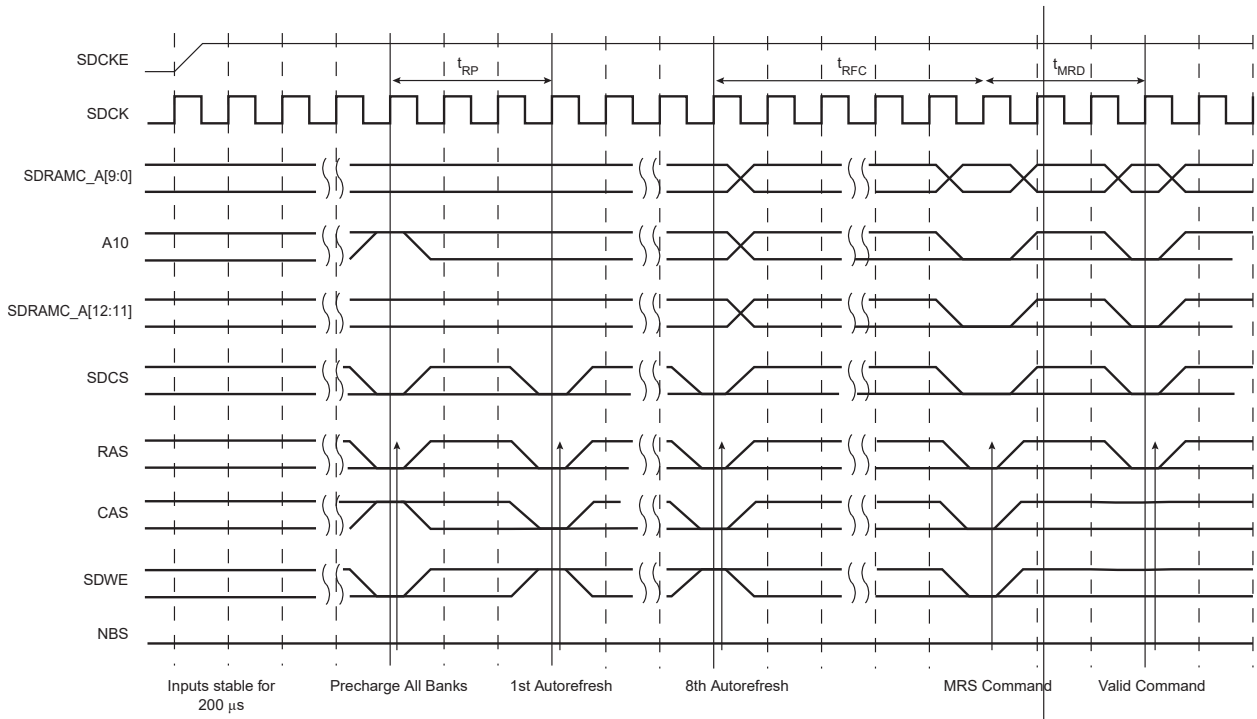 SDCKE
t_RP
t_RFC
t_MRD
SDCK
SDRAMC_A[9:0]
A10
SDRAMC_A[12:11]
SDCS
RAS
CAS
SDWE
NBS
Inputs stable for
200 μs
Precharge All Banks
1st Autorefresh
8th Autorefresh
MRS Command
Valid Command